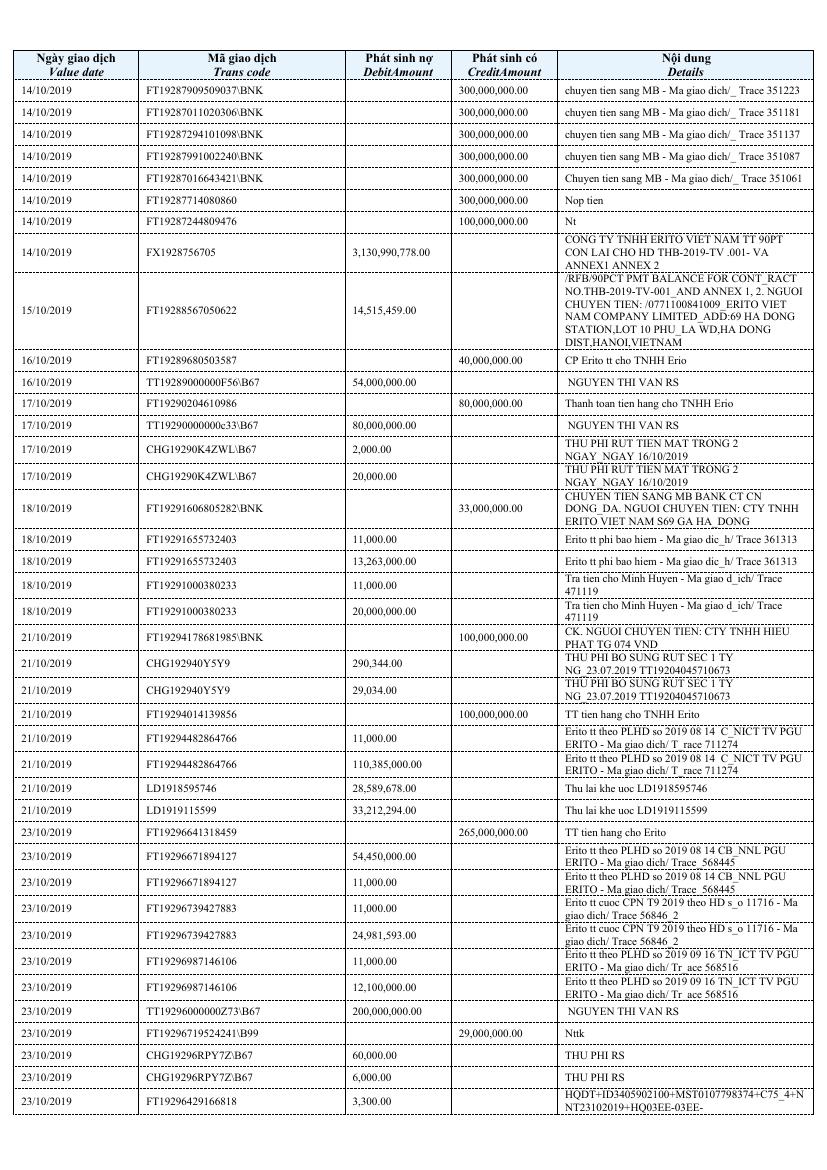 Ngày giao dịch Mã giao dịch Phát sinh nợ Phát sinh có Nội dung
Value date Trans code DebitAmount CreditAmount Details
14/10/2019 FT19287909509037\BNK 300,000,000.00 chuyen tien sang MB - Ma giao dich/_ Trace 351223
14/10/2019 FT19287011020306\BNK 300,000,000.00 chuyen tien sang MB - Ma giao dich/_ Trace 351181
14/10/2019 FT19287294101098\BNK 300,000,000.00 chuyen tien sang MB - Ma giao dich/_ Trace 351137
14/10/2019 FT19287991002240\BNK 300,000,000.00 chuyen tien sang MB - Ma giao dich/_ Trace 351087
14/10/2019 FT19287016643421\BNK 300,000,000.00 Chuyen tien sang MB - Ma giao dich/_ Trace 351061
14/10/2019 FT19287714080860 300,000,000.00 Nop tien
14/10/2019 FT19287244809476 100,000,000.00 Nt
14/10/2019 FX1928756705 3,130,990,778.00 CONG TY TNHH ERITO VIET NAM TT 90PT
CON LAI CHO HD THB-2019-TV .001- VA
ANNEX1 ANNEX 2
15/10/2019 FT19288567050622 14,515,459.00 /RFB/90PCT PMT BALANCE FOR CONT_RACT
NO.THB-2019-TV-001_AND ANNEX 1, 2. NGUOI
CHUYEN TIEN: /0771100841009_ERITO VIET
NAM COMPANY LIMITED_ADD:69 HA DONG
STATION,LOT 10 PHU_LA WD,HA DONG
DIST,HANOI,VIETNAM
16/10/2019 FT19289680503587 40,000,000.00 CP Erito tt cho TNHH Erio
16/10/2019 TT19289000000F56\B67 54,000,000.00 NGUYEN THI VAN RS
17/10/2019 FT19290204610986 80,000,000.00 Thanh toan tien hang cho TNHH Erio
17/10/2019 TT19290000000c33\B67 80,000,000.00 NGUYEN THI VAN RS
17/10/2019 CHG19290K4ZWL\B67 2,000.00 THU PHI RUT TIEN MAT TRONG 2
NGAY_NGAY 16/10/2019
17/10/2019 CHG19290K4ZWL\B67 20,000.00 THU PHI RUT TIEN MAT TRONG 2
NGAY_NGAY 16/10/2019
18/10/2019 FT19291606805282\BNK 33,000,000.00 CHUYEN TIEN SANG MB BANK CT CN
DONG_DA. NGUOI CHUYEN TIEN: CTY TNHH
ERITO VIET NAM S69 GA HA_DONG
18/10/2019 FT19291655732403 11,000.00 Erito tt phi bao hiem - Ma giao dic_h/ Trace 361313
18/10/2019 FT19291655732403 13,263,000.00 Erito tt phi bao hiem - Ma giao dic_h/ Trace 361313
18/10/2019 FT19291000380233 11,000.00 Tra tien cho Minh Huyen - Ma giao d_ich/ Trace
471119
18/10/2019 FT19291000380233 20,000,000.00 Tra tien cho Minh Huyen - Ma giao d_ich/ Trace
471119
21/10/2019 FT19294178681985\BNK 100,000,000.00 CK. NGUOI CHUYEN TIEN: CTY TNHH HIEU
PHAT TG 074 VND
21/10/2019 CHG192940Y5Y9 290,344.00 THU PHI BO SUNG RUT SEC 1 TY
NG_23.07.2019 TT19204045710673
21/10/2019 CHG192940Y5Y9 29,034.00 THU PHI BO SUNG RUT SEC 1 TY
NG_23.07.2019 TT19204045710673
21/10/2019 FT19294014139856 100,000,000.00 TT tien hang cho TNHH Erito
21/10/2019 FT19294482864766 11,000.00 Erito tt theo PLHD so 2019 08 14 C_NICT TV PGU
ERITO - Ma giao dich/ T_race 711274
21/10/2019 FT19294482864766 110,385,000.00 Erito tt theo PLHD so 2019 08 14 C_NICT TV PGU
ERITO - Ma giao dich/ T_race 711274
21/10/2019 LD1918595746 28,589,678.00 Thu lai khe uoc LD1918595746
21/10/2019 LD1919115599 33,212,294.00 Thu lai khe uoc LD1919115599
23/10/2019 FT19296641318459 265,000,000.00 TT tien hang cho Erito
23/10/2019 FT19296671894127 54,450,000.00 Erito tt theo PLHD so 2019 08 14 CB_NNL PGU
ERITO - Ma giao dich/ Trace_568445
23/10/2019 FT19296671894127 11,000.00 Erito tt theo PLHD so 2019 08 14 CB_NNL PGU
ERITO - Ma giao dich/ Trace_568445
23/10/2019 FT19296739427883 11,000.00 Erito tt cuoc CPN T9 2019 theo HD s_o 11716 - Ma
giao dich/ Trace 56846_2
23/10/2019 FT19296739427883 24,981,593.00 Erito tt cuoc CPN T9 2019 theo HD s_o 11716 - Ma
giao dich/ Trace 56846_2
23/10/2019 FT19296987146106 11,000.00 Erito tt theo PLHD so 2019 09 16 TN_ICT TV PGU
ERITO - Ma giao dich/ Tr_ace 568516
23/10/2019 FT19296987146106 12,100,000.00 Erito tt theo PLHD so 2019 09 16 TN_ICT TV PGU
ERITO - Ma giao dich/ Tr_ace 568516
23/10/2019 TT19296000000Z73\B67 200,000,000.00 NGUYEN THI VAN RS
23/10/2019 FT19296719524241\B99 29,000,000.00 Nttk
23/10/2019 CHG19296RPY7Z\B67 60,000.00 THU PHI RS
23/10/2019 CHG19296RPY7Z\B67 6,000.00 THU PHI RS
23/10/2019 FT19296429166818 3,300.00 HQDT+ID3405902100+MST0107798374+C75_4+N
NT23102019+HQ03EE-03EE-